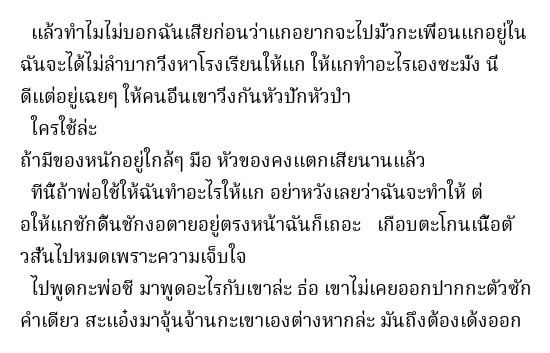 แล้วทำไมไม่บอกฉันเสียก่อนว่าแกอยากจะไปมั่วกะเพื่อนแกอยู่ใน
ฉันจะได้ไม่ลำบากวิ่งหาโรงเรียนให้แก ให้แกทำอะไรเองซะมั่ง นี่
ดีแต่อยู่เฉยๆ ให้คนอื่นเขาวิ่งกันหัวปักหัวปำ
ใครใช้ล่ะ
ถ้ามีของหนักอยู่ใกล้ๆ มือ หัวของคงแตกเสียนานแล้ว
ทีนี้ถ้าพ่อใช้ให้ฉันทำอะไรให้แก อย่าหวังเลยว่าฉันจะทำให้ ต่
อให้แกชักดิ้นชักงอตายอยู่ตรงหน้าฉันก็เถอะ เกือบตะโกนเนื้อตั
วสั่นไปหมดเพราะความเจ็บใจ
ไปพูดกะพ่อซี มาพูดอะไรกับเขาล่ะ ธ่อ เขาไม่เคยออกปากกะตัวซัก
คำเดียว สะแอ๋งมาจุ้นจ้านกะเขาเองต่างหากล่ะ มันถึงต้องเด้งออก